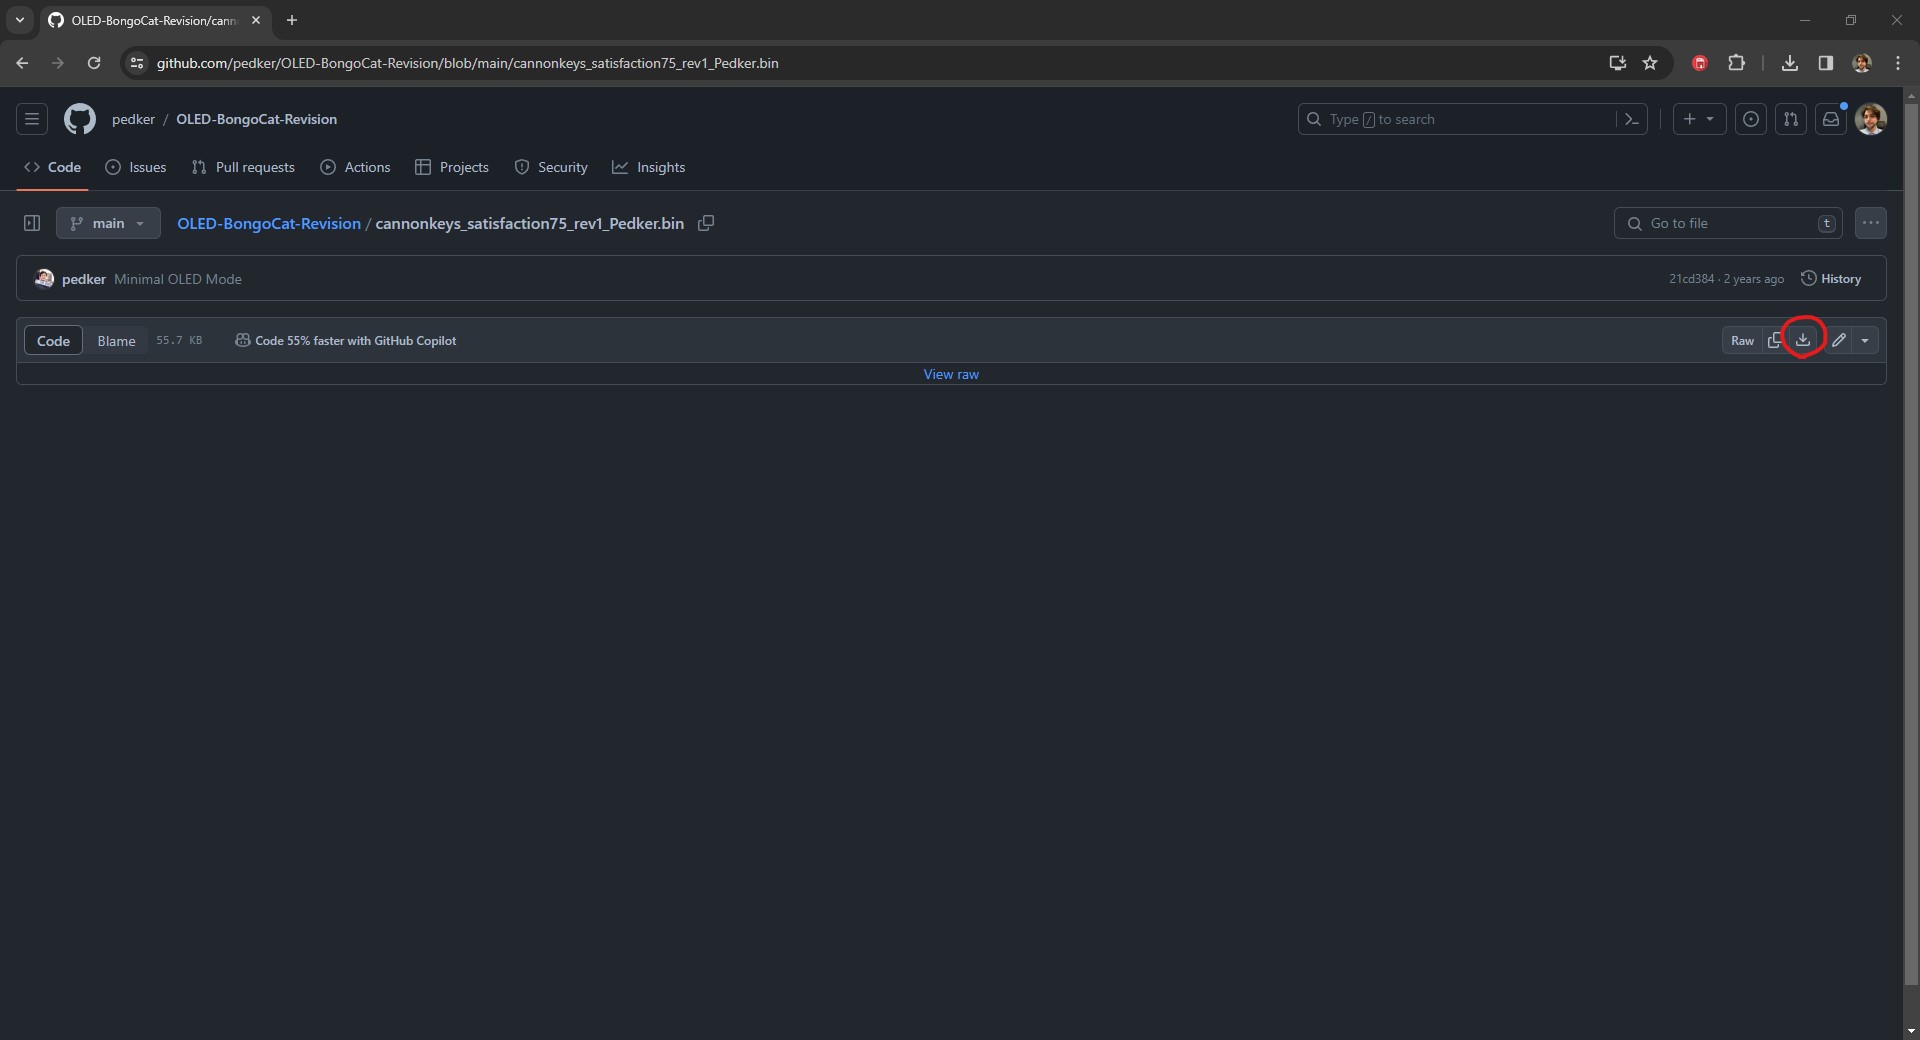 OLED-BongoCat-Revision/cann
github.com/pedker/OLED-BongoCat-Revision/blob/main/cannonkeys_satisfaction75_rev1_Pedker.bin
pedker / OLED-BongoCat-Revision
Type / to search
Code Issues Pull requests Actions Projects Security Insights
main OLED-BongoCat-Revision / cannonkeys_satisfaction75_rev1_Pedker.bin
Go to file t
pedker Minimal OLED Mode
21cd384 · 2 years ago History
Code Blame 55.7 KB Code 55% faster with GitHub Copilot
Raw
View raw